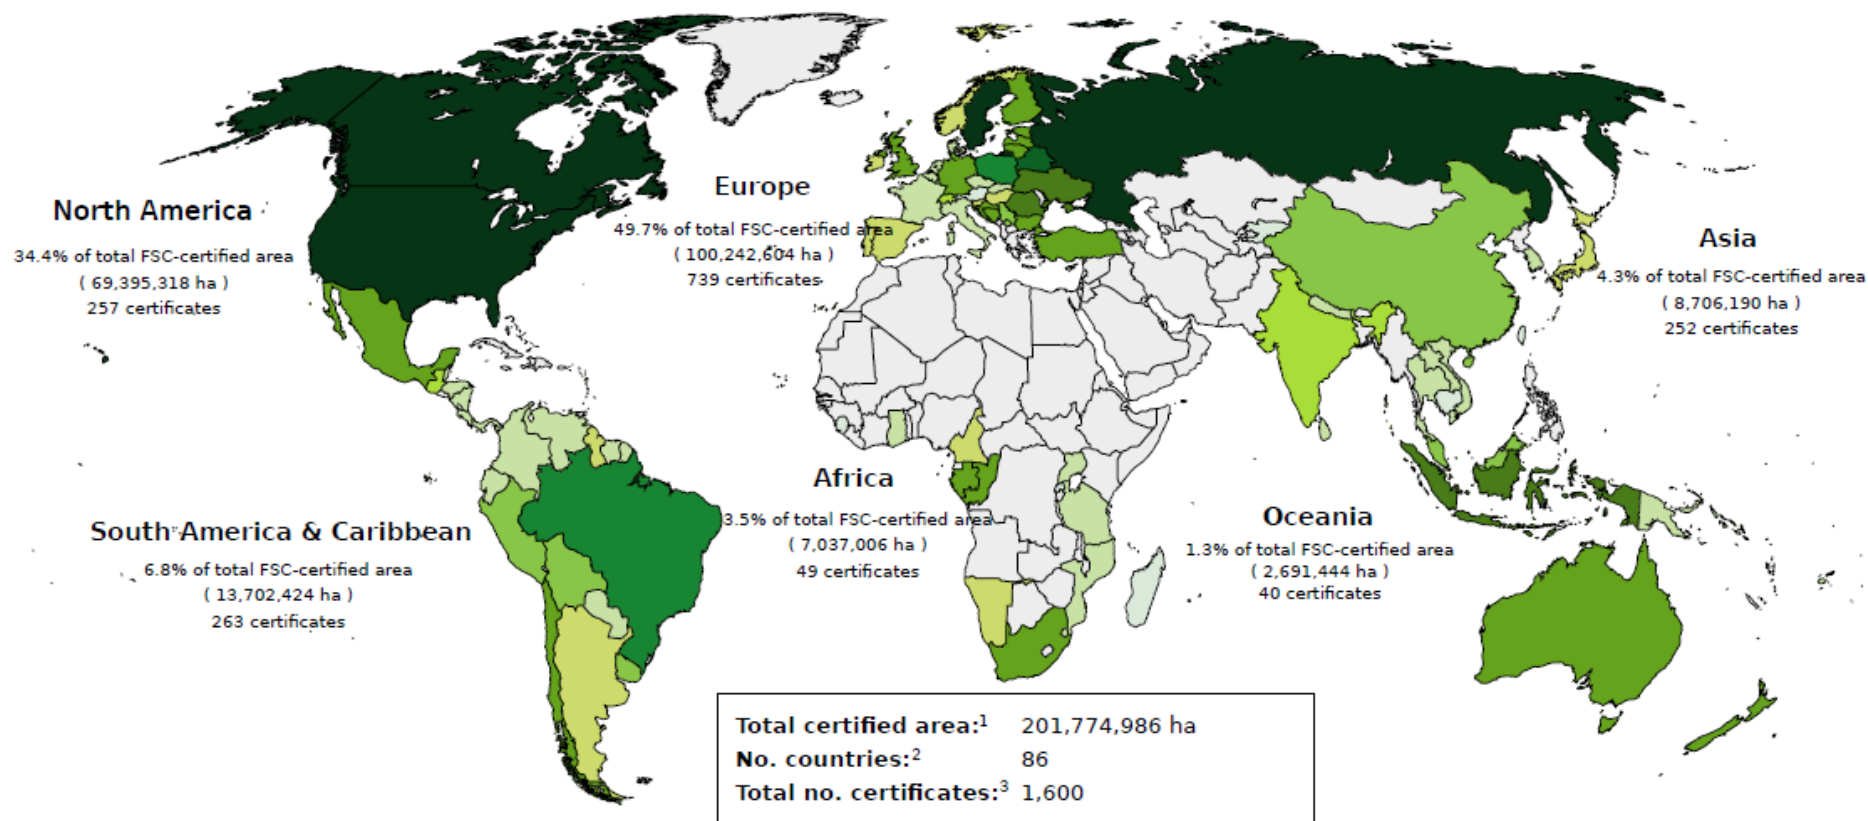 North America
34.4% of total FSC-certified area
( 69,395,318 ha )
257 certificates
Europe
49.7% of total FSC-certified area
( 100,242,604 ha )
739 certificates
Asia
4.3% of total FSC-certified area
( 8,706,190 ha )
252 certificates
South America & Caribbean
6.8% of total FSC-certified area
( 13,702,424 ha )
263 certificates
Africa
3.5% of total FSC-certified area
( 7,037,006 ha )
49 certificates
Oceania
1.3% of total FSC-certified area
( 2,691,444 ha )
40 certificates
Total certified area:¹ 201,774,986 ha
No. countries:² 86
Total no. certificates:³ 1,600